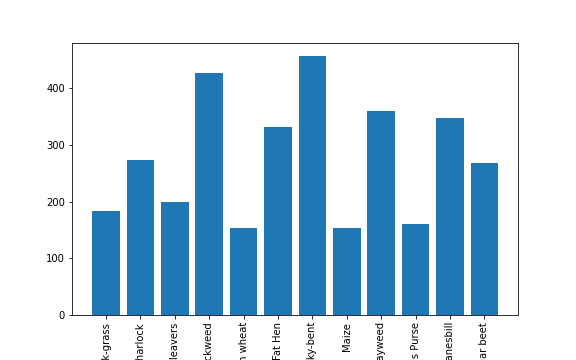 400
300
200
100
0
k-grass
harlock
leavers
ckweed
n wheat
Fat Hen
ky-bent
Maize
ayweed
s Purse
anesbill
ar beet